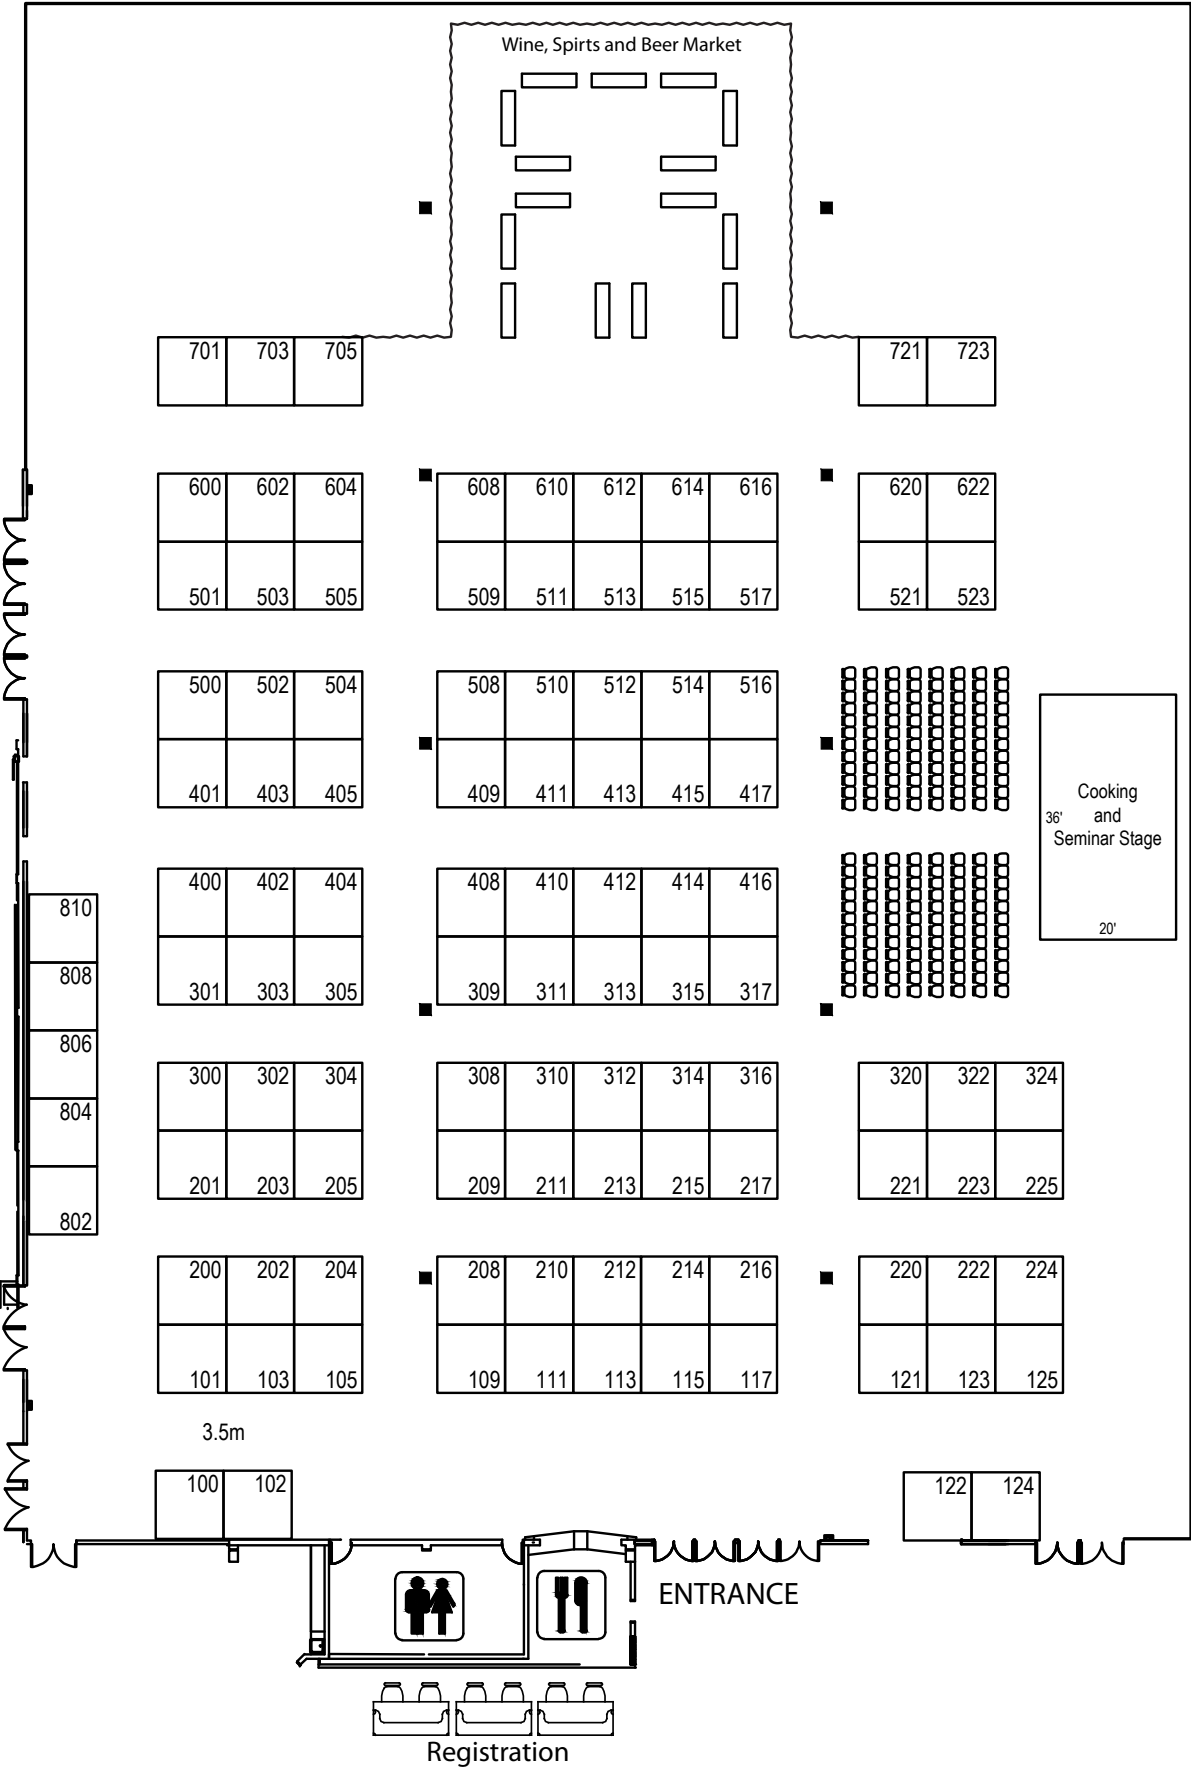 Wine, Spirts and Beer Market
701 703 705 721 723
600 602 604 608 610 612 614 616 620 622
501 503 505 509 511 513 515 517 521 523
500 502 504 508 510 512 514 516
401 403 405 409 411 413 415 417
Cooking
and
36'
Seminar Stage
20'
400 402 404 408 410 412 414 416
301 303 305 309 311 313 315 317
810
808
806
804
802
300 302 304 308 310 312 314 316 320 322 324
201 203 205 209 211 213 215 217 221 223 225
200 202 204 208 210 212 214 216 220 222 224
101 103 105 109 111 113 115 117 121 123 125
3.5m
100 102 122 124
ENTRANCE
Registration